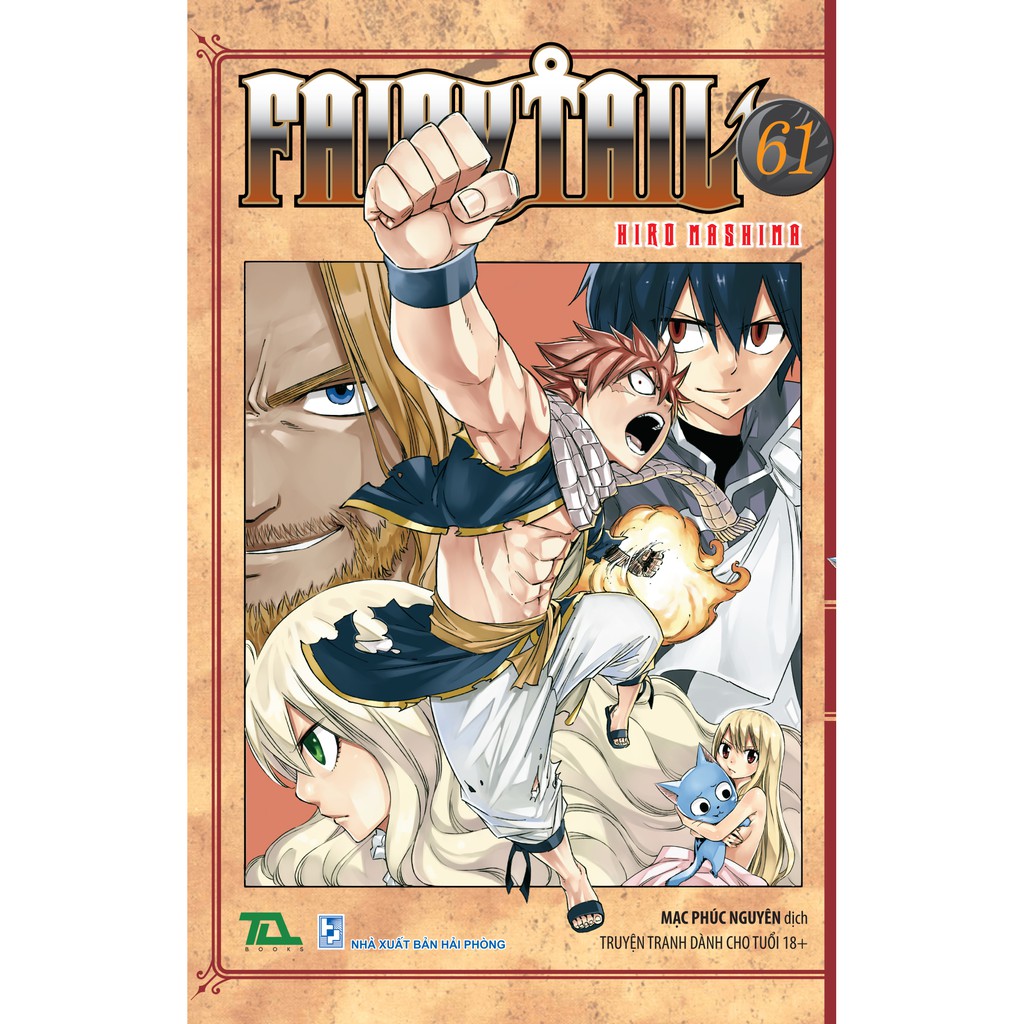 FAIRY TAIL
61
HIRO MASHIMA
MẠC PHÚC NGUYÊN dịch
TRUYỆN TRANH DÀNH CHO TUỔI 18+
TA BOOKS
NHÀ XUẤT BẢN HẢI PHÒNG